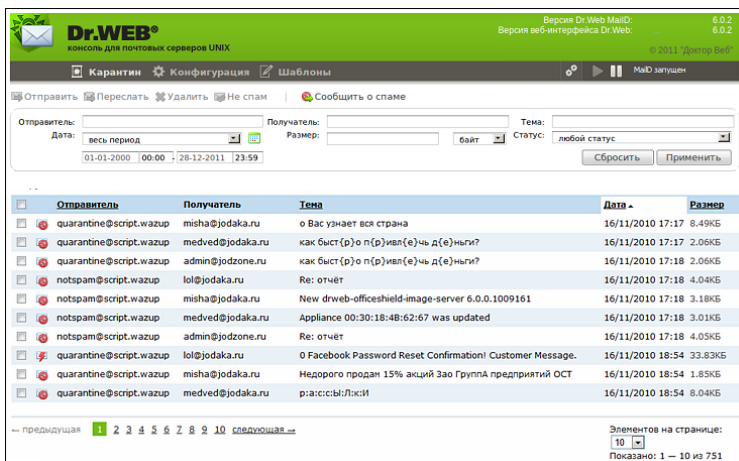 Версия Dr.Web MailD: 6.0.2
Dr.WEB®
Версия веб-интерфейса Dr.Web: 6.0.2
консоль для почтовых серверов UNIX
© 2011 "Доктор Веб"
Карантин Конфигурация Шаблоны MailD запущен
Отправить Переслать Удалить Не спам | Сообщить о спаме
Отправитель: Получатель: Тема:
Дата: весь период Размер: байт Статус: любой статус
01-01-2000 00:00 - 28-12-2011 23:59 Сбросить Применить
Отправитель Получатель Тема Дата Размер
quarantine@script.wazup misha@jodaka.ru о Вас узнает вся страна 16/11/2010 17:17 8.49КБ
quarantine@script.wazup medved@jodaka.ru как быст{р}о п{р}ивл{е}чь д{е}ньги? 16/11/2010 17:17 2.06КБ
quarantine@script.wazup admin@jodzone.ru как быст{р}о п{р}ивл{е}чь д{е}ньги? 16/11/2010 17:18 2.06КБ
notspam@script.wazup lol@jodaka.ru Re: отчёт 16/11/2010 17:18 4.04КБ
notspam@script.wazup misha@jodaka.ru New drweb-officeshield-image-server 6.0.0.1009161 16/11/2010 17:18 3.18КБ
notspam@script.wazup medved@jodaka.ru Appliance 00:30:18:4B:62:67 was updated 16/11/2010 17:18 3.01КБ
notspam@script.wazup admin@jodzone.ru Re: отчёт 16/11/2010 17:18 4.05КБ
quarantine@script.wazup lol@jodaka.ru 0 Facebook Password Reset Confirmation! Customer Message. 16/11/2010 18:54 33.83КБ
quarantine@script.wazup misha@jodaka.ru Недорого продам 15% акций Зао ГруппА предприятий ОСТ 16/11/2010 18:54 1.85КБ
quarantine@script.wazup medved@jodaka.ru р:а:с:с:Ы:Л:к:И 16/11/2010 18:54 8.04КБ
← предыдущая 1 2 3 4 5 6 7 8 9 10 следующая →
Элементов на странице:
10
Показано: 1 — 10 из 751